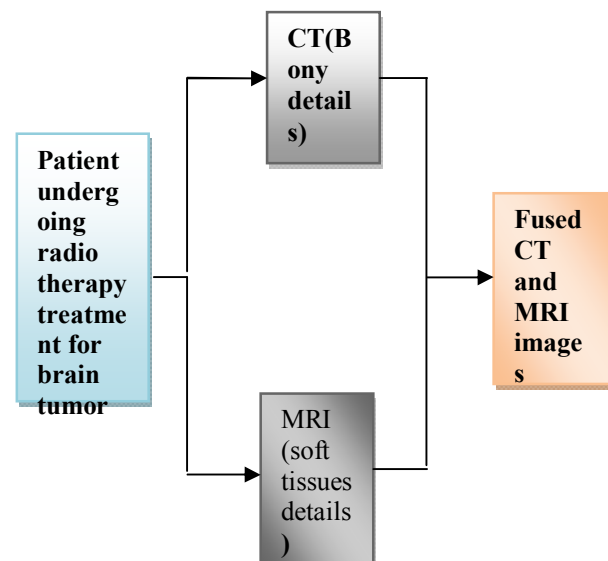 CT(B
ony
detail
s)
Patient
underg
oing
radio
therapy
treatme
nt for
brain
tumor
Fused
CT
and
MRI
image
s
MRI
(soft
tissues
details
)